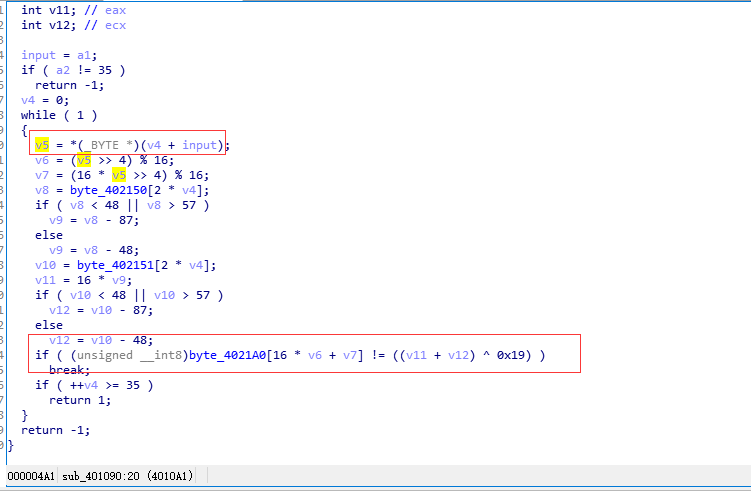 int v11; // eax
int v12; // ecx
input = a1;
if ( a2 != 35 )
return -1;
v4 = 0;
while ( 1 )
{
v5 = *(_BYTE *)(v4 + input);
v6 = (v5 >> 4) % 16;
v7 = (16 * v5 >> 4) % 16;
v8 = byte_402150[2 * v4];
if ( v8 < 48 || v8 > 57 )
v9 = v8 - 87;
else
v9 = v8 - 48;
v10 = byte_402151[2 * v4];
v11 = 16 * v9;
if ( v10 < 48 || v10 > 57 )
v12 = v10 - 87;
else
v12 = v10 - 48;
if ( (unsigned __int8)byte_4021A0[16 * v6 + v7] != ((v11 + v12) ^ 0x19) )
break;
if ( ++v4 >= 35 )
return 1;
}
return -1;
}
000004A1 sub_401090:20 (4010A1)